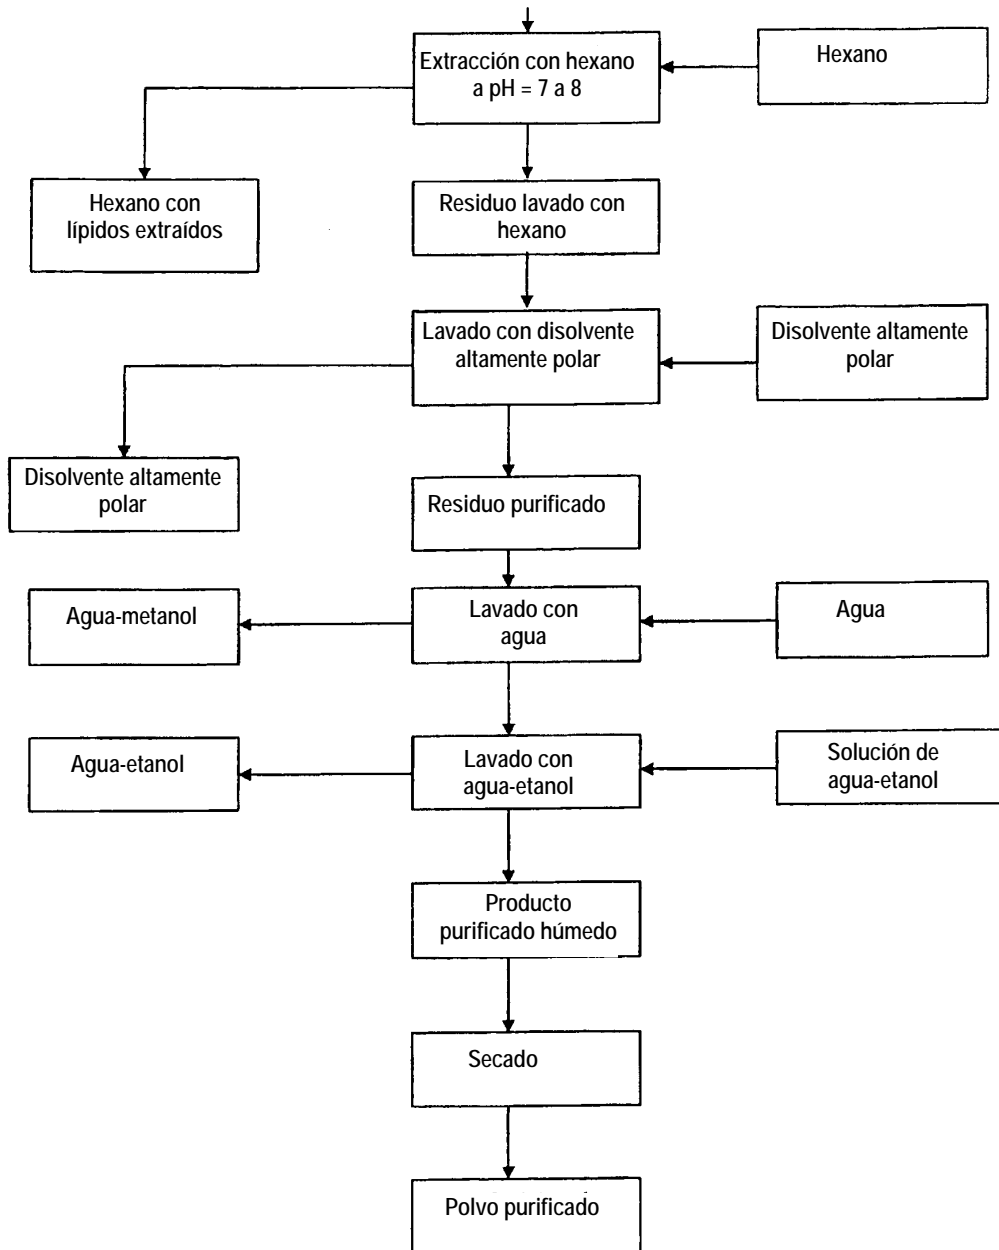 Extracción con hexano
a pH = 7 a 8
Hexano
Hexano con
lípidos extraídos
Residuo lavado con
hexano
Lavado con disolvente
altamente polar
Disolvente altamente
polar
Disolvente altamente
polar
Residuo purificado
Agua-metanol
Lavado con
agua
Agua
Agua-etanol
Lavado con
agua-etanol
Solución de
agua-etanol
Producto
purificado húmedo
Secado
Polvo purificado